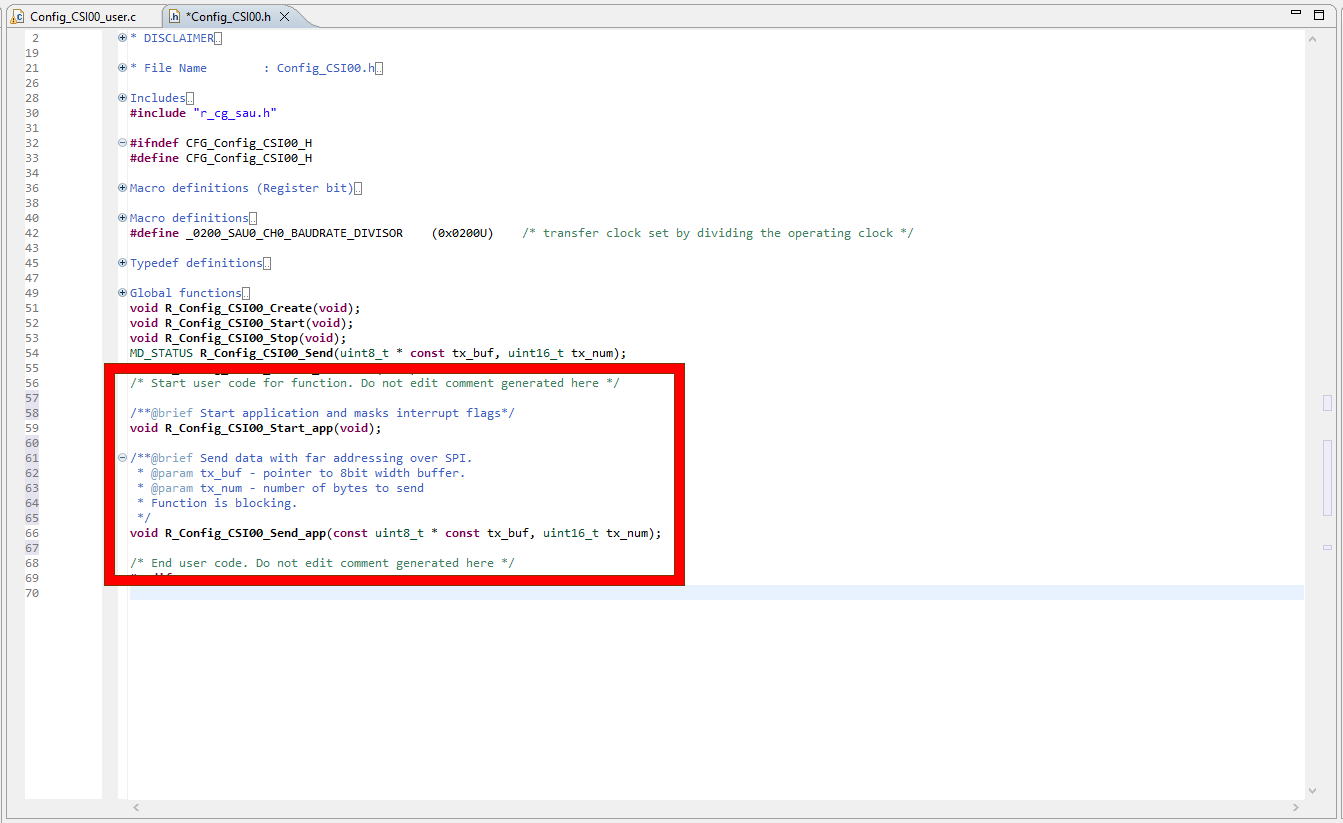 Config_CSI00_user.c
*Config_CSI00.h
2 * DISCLAIMER
19
21 * File Name : Config_CSI00.h
26
28 Includes
30 #include "r_cg_sau.h"
31
32 #ifndef CFG_Config_CSI00_H
33 #define CFG_Config_CSI00_H
34
36 Macro definitions (Register bit)
38
40 Macro definitions
42 #define _0200_SAU0_CH0_BAUDRATE_DIVISOR (0x0200U) /* transfer clock set by dividing the operating clock */
43
45 Typedef definitions
47
49 Global functions
51 void R_Config_CSI00_Create(void);
52 void R_Config_CSI00_Start(void);
53 void R_Config_CSI00_Stop(void);
54 MD_STATUS R_Config_CSI00_Send(uint8_t * const tx_buf, uint16_t tx_num);
55
56 /* Start user code for function. Do not edit comment generated here */
57
58 /**@brief Start application and masks interrupt flags*/
59 void R_Config_CSI00_Start_app(void);
60
61 /**@brief Send data with far addressing over SPI.
62 * @param tx_buf - pointer to 8bit width buffer.
63 * @param tx_num - number of bytes to send
64 * Function is blocking.
65 */
66 void R_Config_CSI00_Send_app(const uint8_t * const tx_buf, uint16_t tx_num);
67
68 /* End user code. Do not edit comment generated here */
69
70